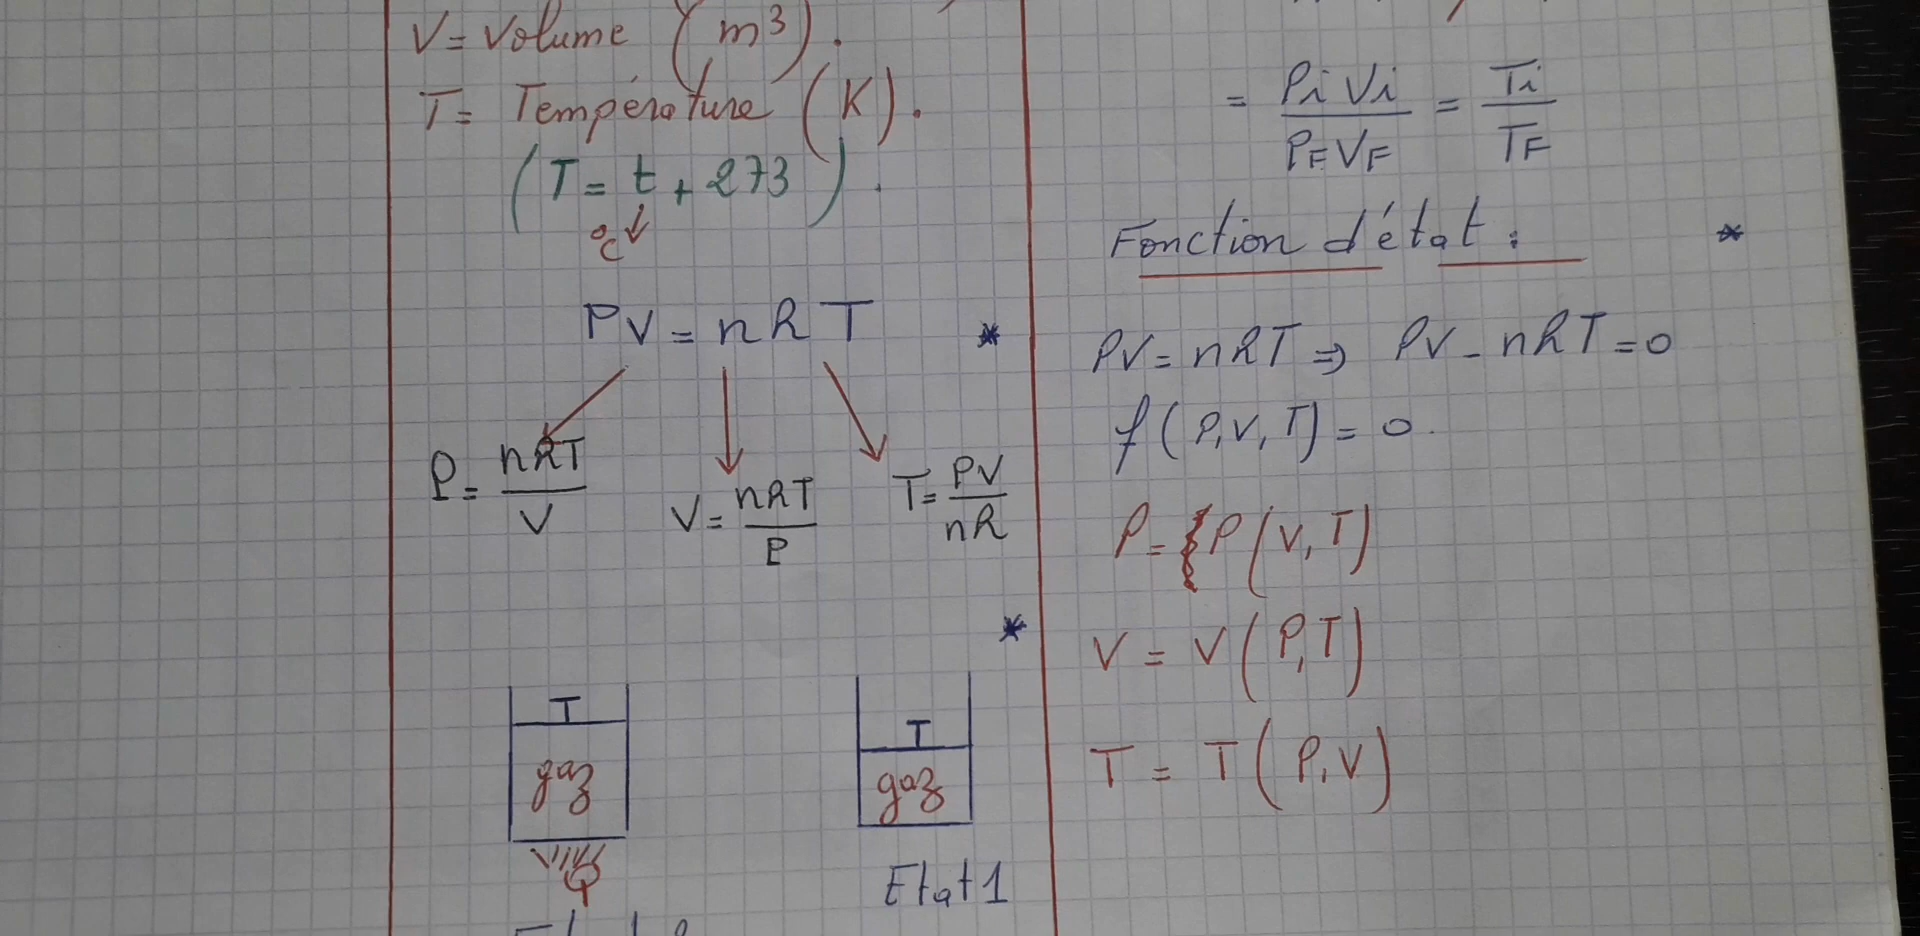 V = Volume (m³).
T = Température (K).
(T = t + 273).
°C
PV = nRT
P = nRT / V
V = nRT / P
T = PV / nR
gaz
gaz
Etat 1
= PiVi / PFVF = Ti / TF
Fonction d'état :
PV = nRT ⇒ PV - nRT = 0
f(P,V,T) = 0.
P = P(V,T)
V = V(P,T)
T = T(P,V)